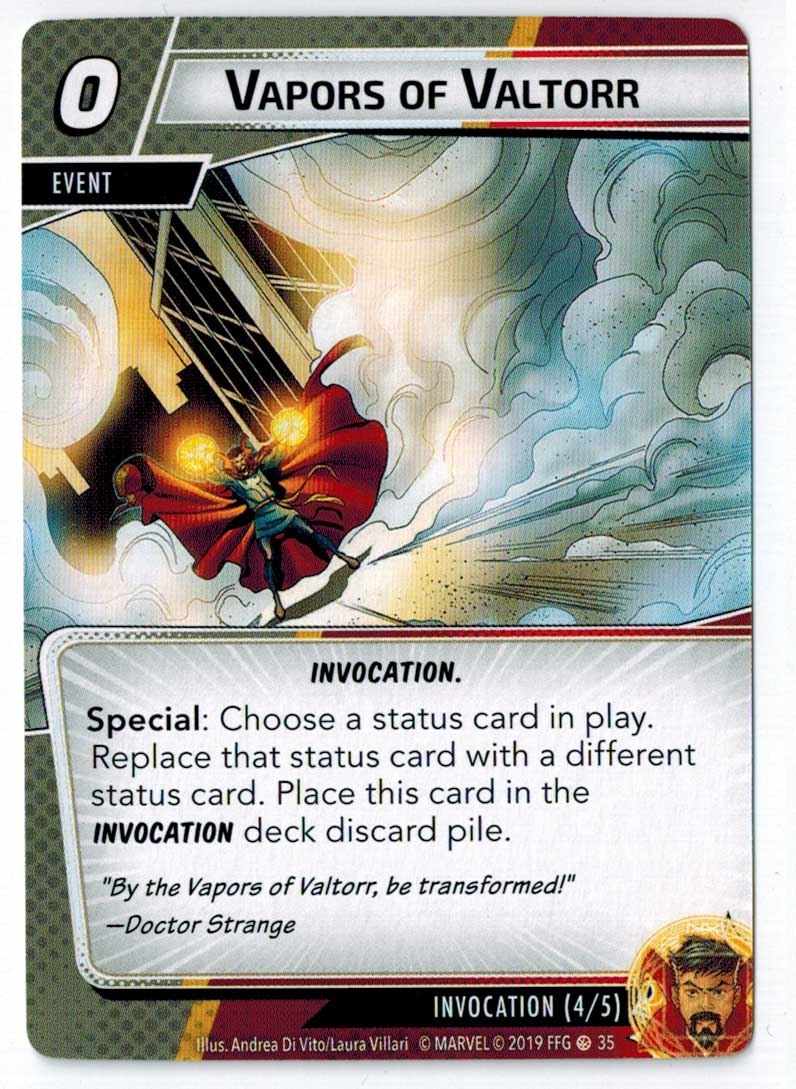 0
VAPORS OF VALTORR
EVENT
INVOCATION.
Special: Choose a status card in play.
Replace that status card with a different
status card. Place this card in the
INVOCATION deck discard pile.
"By the Vapors of Valtorr, be transformed!"
—Doctor Strange
INVOCATION (4/5)
Illus. Andrea Di Vito/Laura Villari © MARVEL © 2019 FFG 35